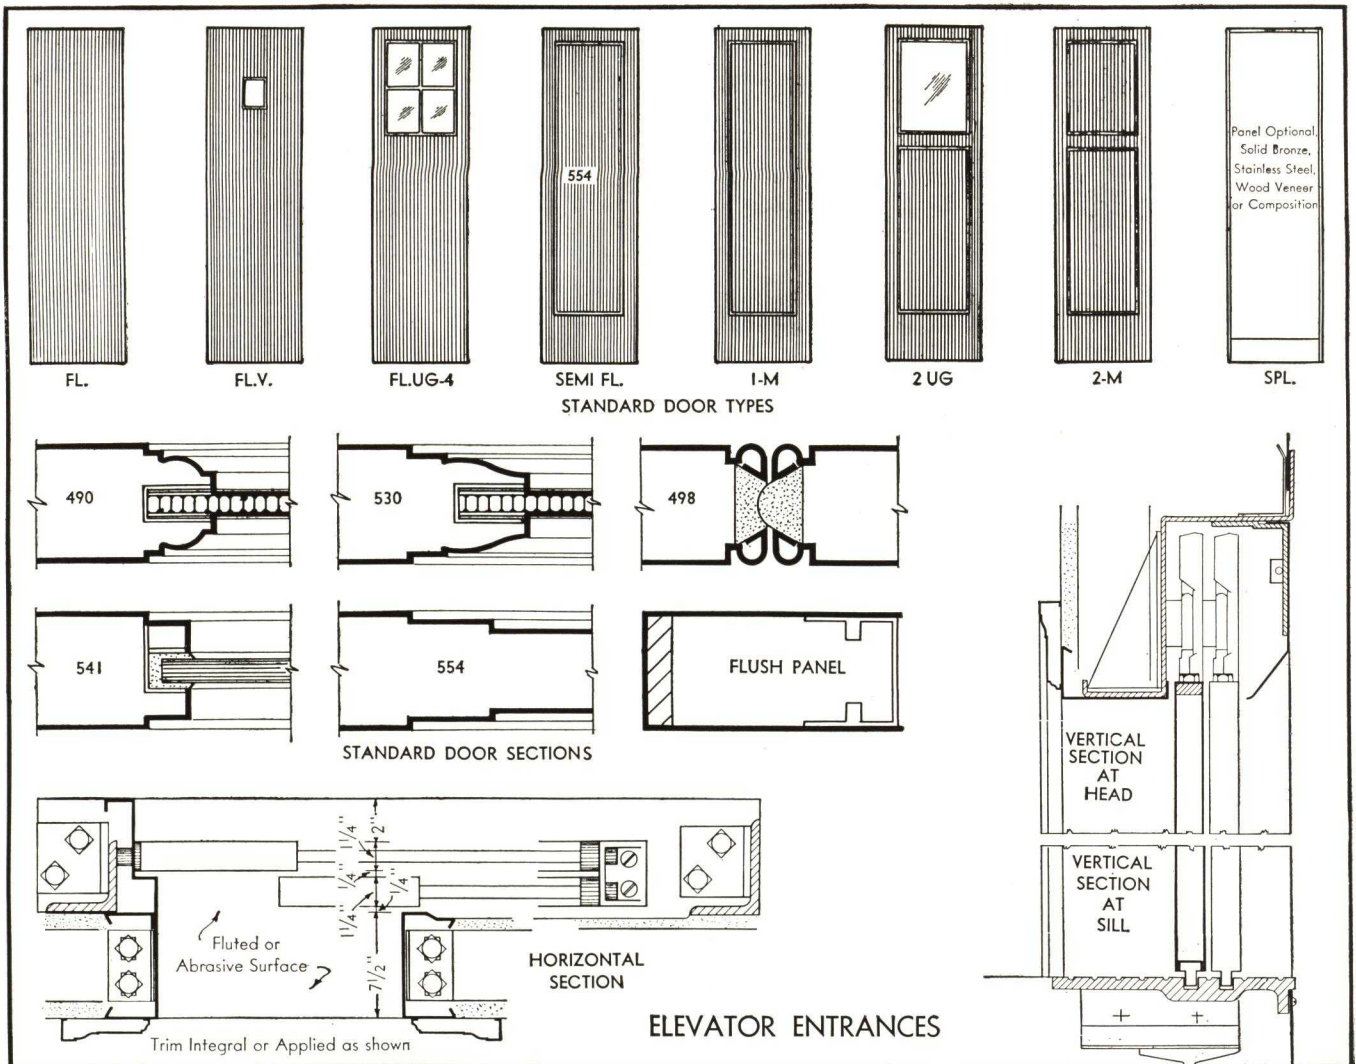 Panel Optional,
Solid Bronze,
Stainless Steel,
Wood Veneer
or Composition
554
FL.
FL.V.
FL.UG-4
SEMI FL.
1-M
2 UG
2-M
SPL.
STANDARD DOOR TYPES
490
530
498
541
554
FLUSH PANEL
STANDARD DOOR SECTIONS
VERTICAL
SECTION
AT
HEAD
VERTICAL
SECTION
AT
SILL
2"
1¼"
¼"
1¼"
¼"
7½"
Fluted or
Abrasive Surface
HORIZONTAL
SECTION
Trim Integral or Applied as shown
ELEVATOR ENTRANCES